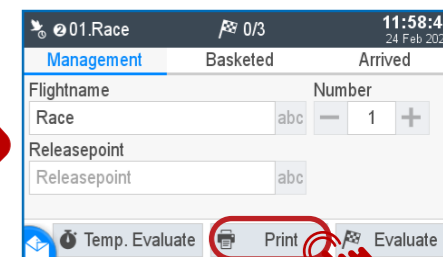 2 01.Race 0/3 11:58:4
24 Feb 202
Management Basketed Arrived
Flightname Number
Race abc 1
Releasepoint
Releasepoint abc
Temp. Evaluate Print Evaluate